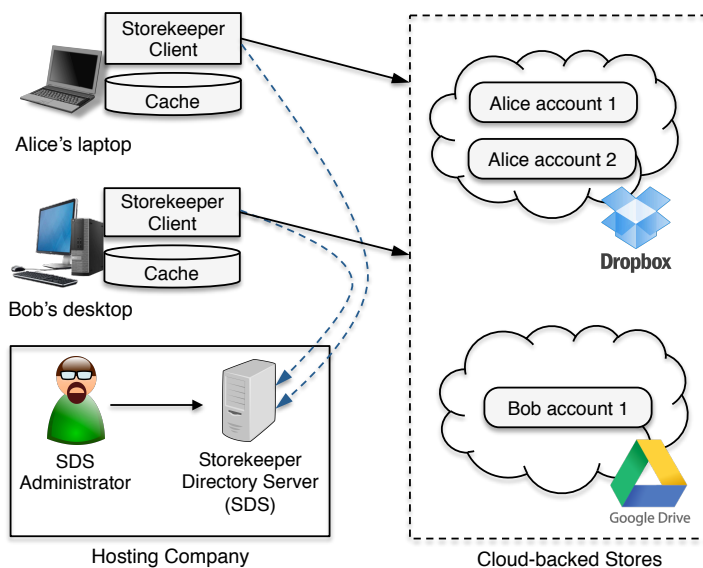 Storekeeper
Client
Cache
Alice's laptop
Storekeeper
Client
Cache
Bob's desktop
SDS
Administrator
Storekeeper
Directory Server
(SDS)
Hosting Company
Alice account 1
Alice account 2
Dropbox
Bob account 1
Google Drive
Cloud-backed Stores